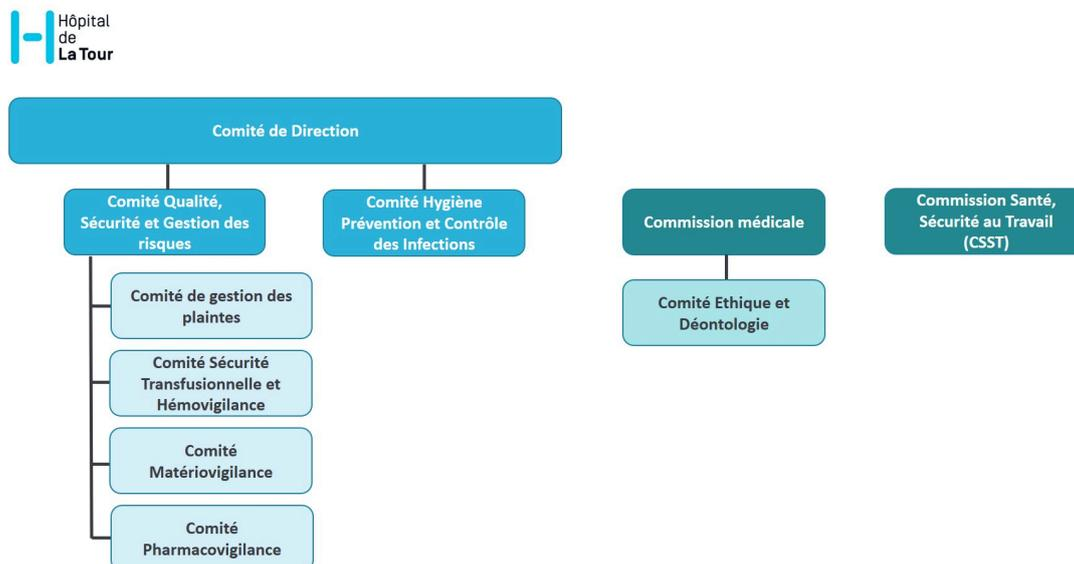 Hôpital
de
La Tour
Comité de Direction
Comité Qualité,
Sécurité et Gestion des
risques
Comité Hygiène
Prévention et Contrôle
des Infections
Commission médicale
Commission Santé,
Sécurité au Travail
(CSST)
Comité de gestion des
plaintes
Comité Ethique et
Déontologie
Comité Sécurité
Transfusionnelle et
Hémovigilance
Comité
Matériovigilance
Comité
Pharmacovigilance